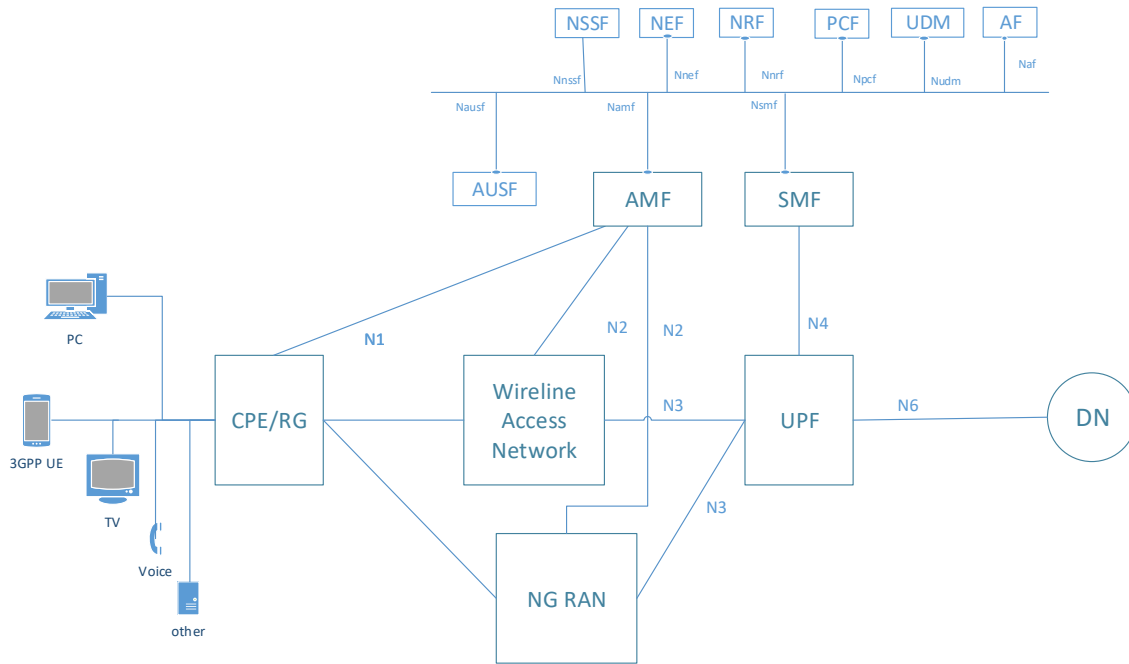 NSSF
NEF
NRF
PCF
UDM
AF
Nnssf
Nnef
Nnrf
Npcf
Nudm
Naf
Nausf
Namf
Nsmf
AUSF
AMF
SMF
PC
N1
N2
N2
N4
3GPP UE
TV
Voice
other
CPE/RG
Wireline
Access
Network
N3
UPF
N6
DN
N3
NG RAN